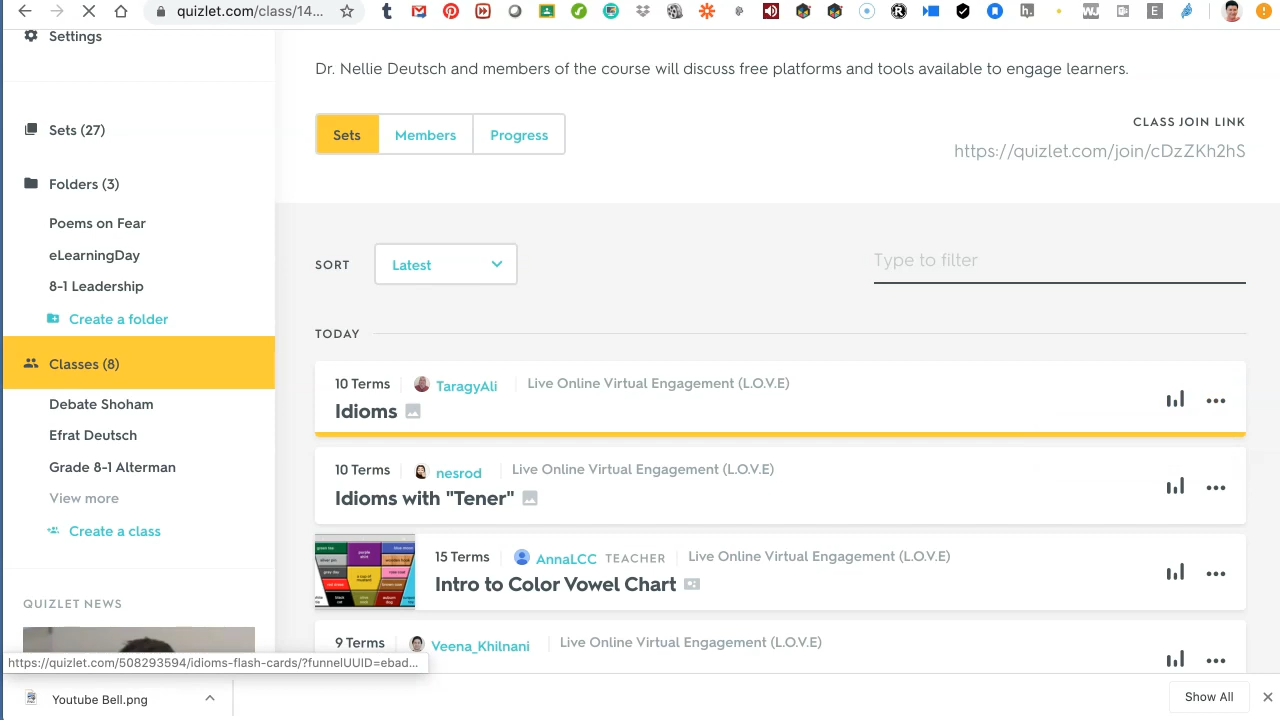 quizlet.com/class/14...
Settings
Dr. Nellie Deutsch and members of the course will discuss free platforms and tools available to engage learners.
Sets (27)
Sets
Members
Progress
CLASS JOIN LINK
https://quizlet.com/join/cDzZKh2hS
Folders (3)
Poems on Fear
eLearningDay
8-1 Leadership
Create a folder
SORT
Latest
Type to filter
TODAY
Classes (8)
Debate Shoham
Efrat Deutsch
Grade 8-1 Alterman
View more
Create a class
10 Terms
TaragyAli
Live Online Virtual Engagement (L.O.V.E)
Idioms
10 Terms
nesrod
Live Online Virtual Engagement (L.O.V.E)
Idioms with "Tener"
15 Terms
AnnaLCC TEACHER
Live Online Virtual Engagement (L.O.V.E)
Intro to Color Vowel Chart
9 Terms
Veena_Khilnani
Live Online Virtual Engagement (L.O.V.E)
QUIZLET NEWS
https://quizlet.com/508293594/idioms-flash-cards/?funnelUUID=ebad...
Youtube Bell.png
Show All